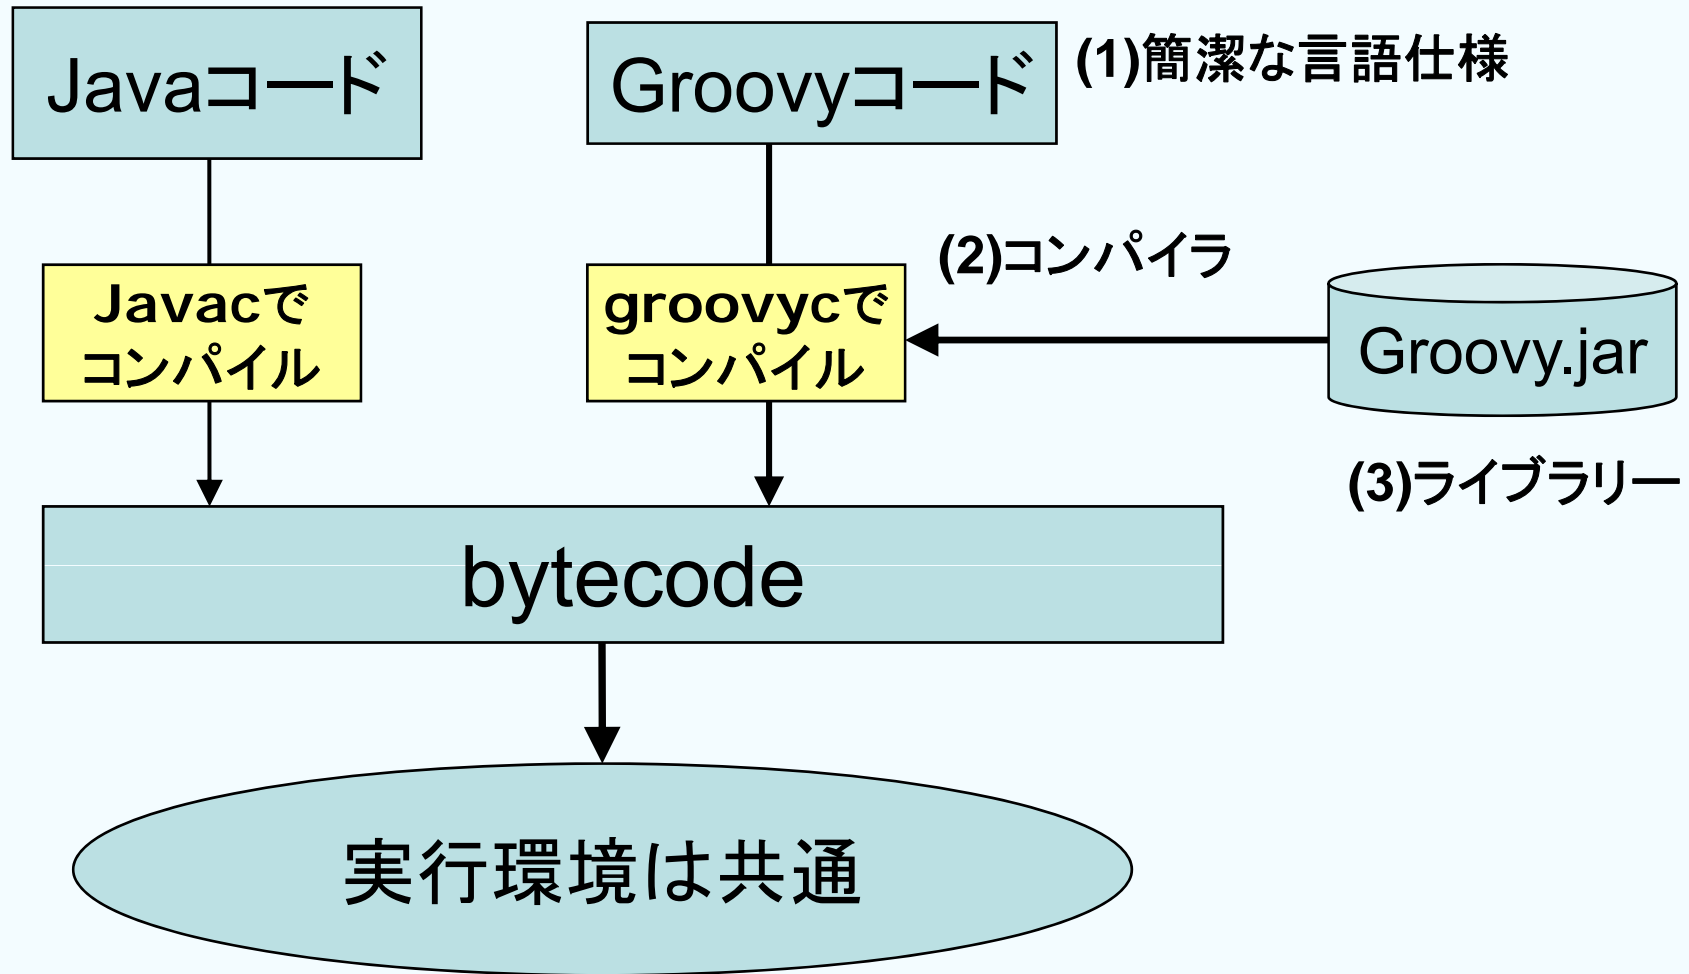 Javaコード
Groovyコード
(1)簡潔な言語仕様
(2)コンパイラ
Javacで
コンパイル
groovycで
コンパイル
Groovy.jar
(3)ライブラリー
bytecode
実行環境は共通